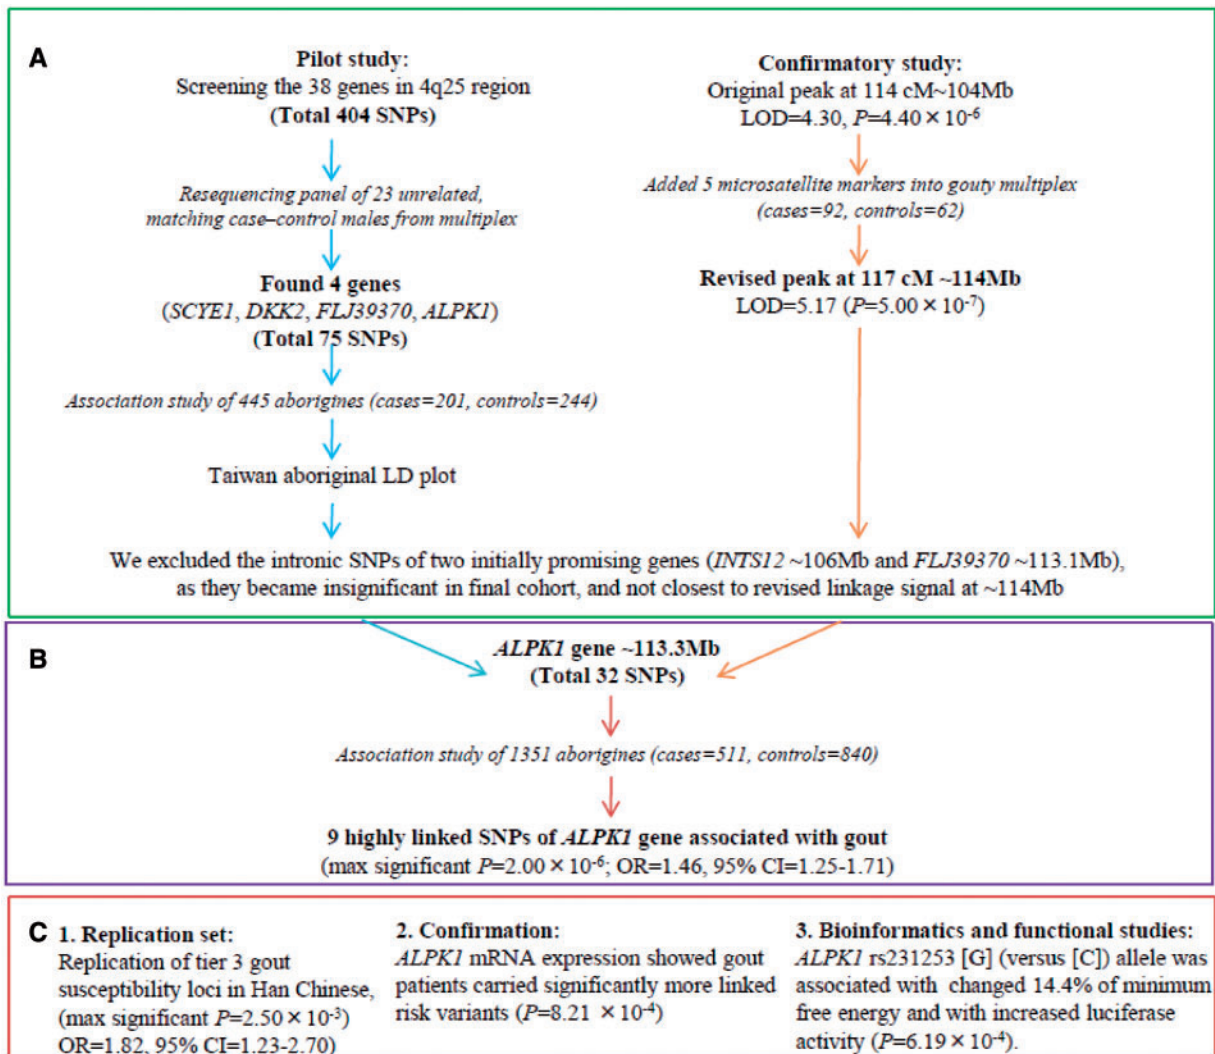 A
Pilot study:
Screening the 38 genes in 4q25 region
(Total 404 SNPs)
Resequencing panel of 23 unrelated,
matching case–control males from multiplex
Found 4 genes
(SCYE1, DKK2, FLJ39370, ALPK1)
(Total 75 SNPs)
Association study of 445 aborigines (cases=201, controls=244)
Taiwan aboriginal LD plot
Confirmatory study:
Original peak at 114 cM~104Mb
LOD=4.30, P=4.40 × 10⁻⁶
Added 5 microsatellite markers into gouty multiplex
(cases=92, controls=62)
Revised peak at 117 cM ~114Mb
LOD=5.17 (P=5.00 × 10⁻⁷)
We excluded the intronic SNPs of two initially promising genes (INTS12 ~106Mb and FLJ39370 ~113.1Mb),
as they became insignificant in final cohort, and not closest to revised linkage signal at ~114Mb
B
ALPK1 gene ~113.3Mb
(Total 32 SNPs)
Association study of 1351 aborigines (cases=511, controls=840)
9 highly linked SNPs of ALPK1 gene associated with gout
(max significant P=2.00 × 10⁻⁶; OR=1.46, 95% CI=1.25-1.71)
C
1. Replication set:
Replication of tier 3 gout
susceptibility loci in Han Chinese,
(max significant P=2.50 × 10⁻³)
OR=1.82, 95% CI=1.23-2.70)
2. Confirmation:
ALPK1 mRNA expression showed gout
patients carried significantly more linked
risk variants (P=8.21 × 10⁻⁴)
3. Bioinformatics and functional studies:
ALPK1 rs231253 [G] (versus [C]) allele was
associated with changed 14.4% of minimum
free energy and with increased luciferase
activity (P=6.19 × 10⁻⁴).